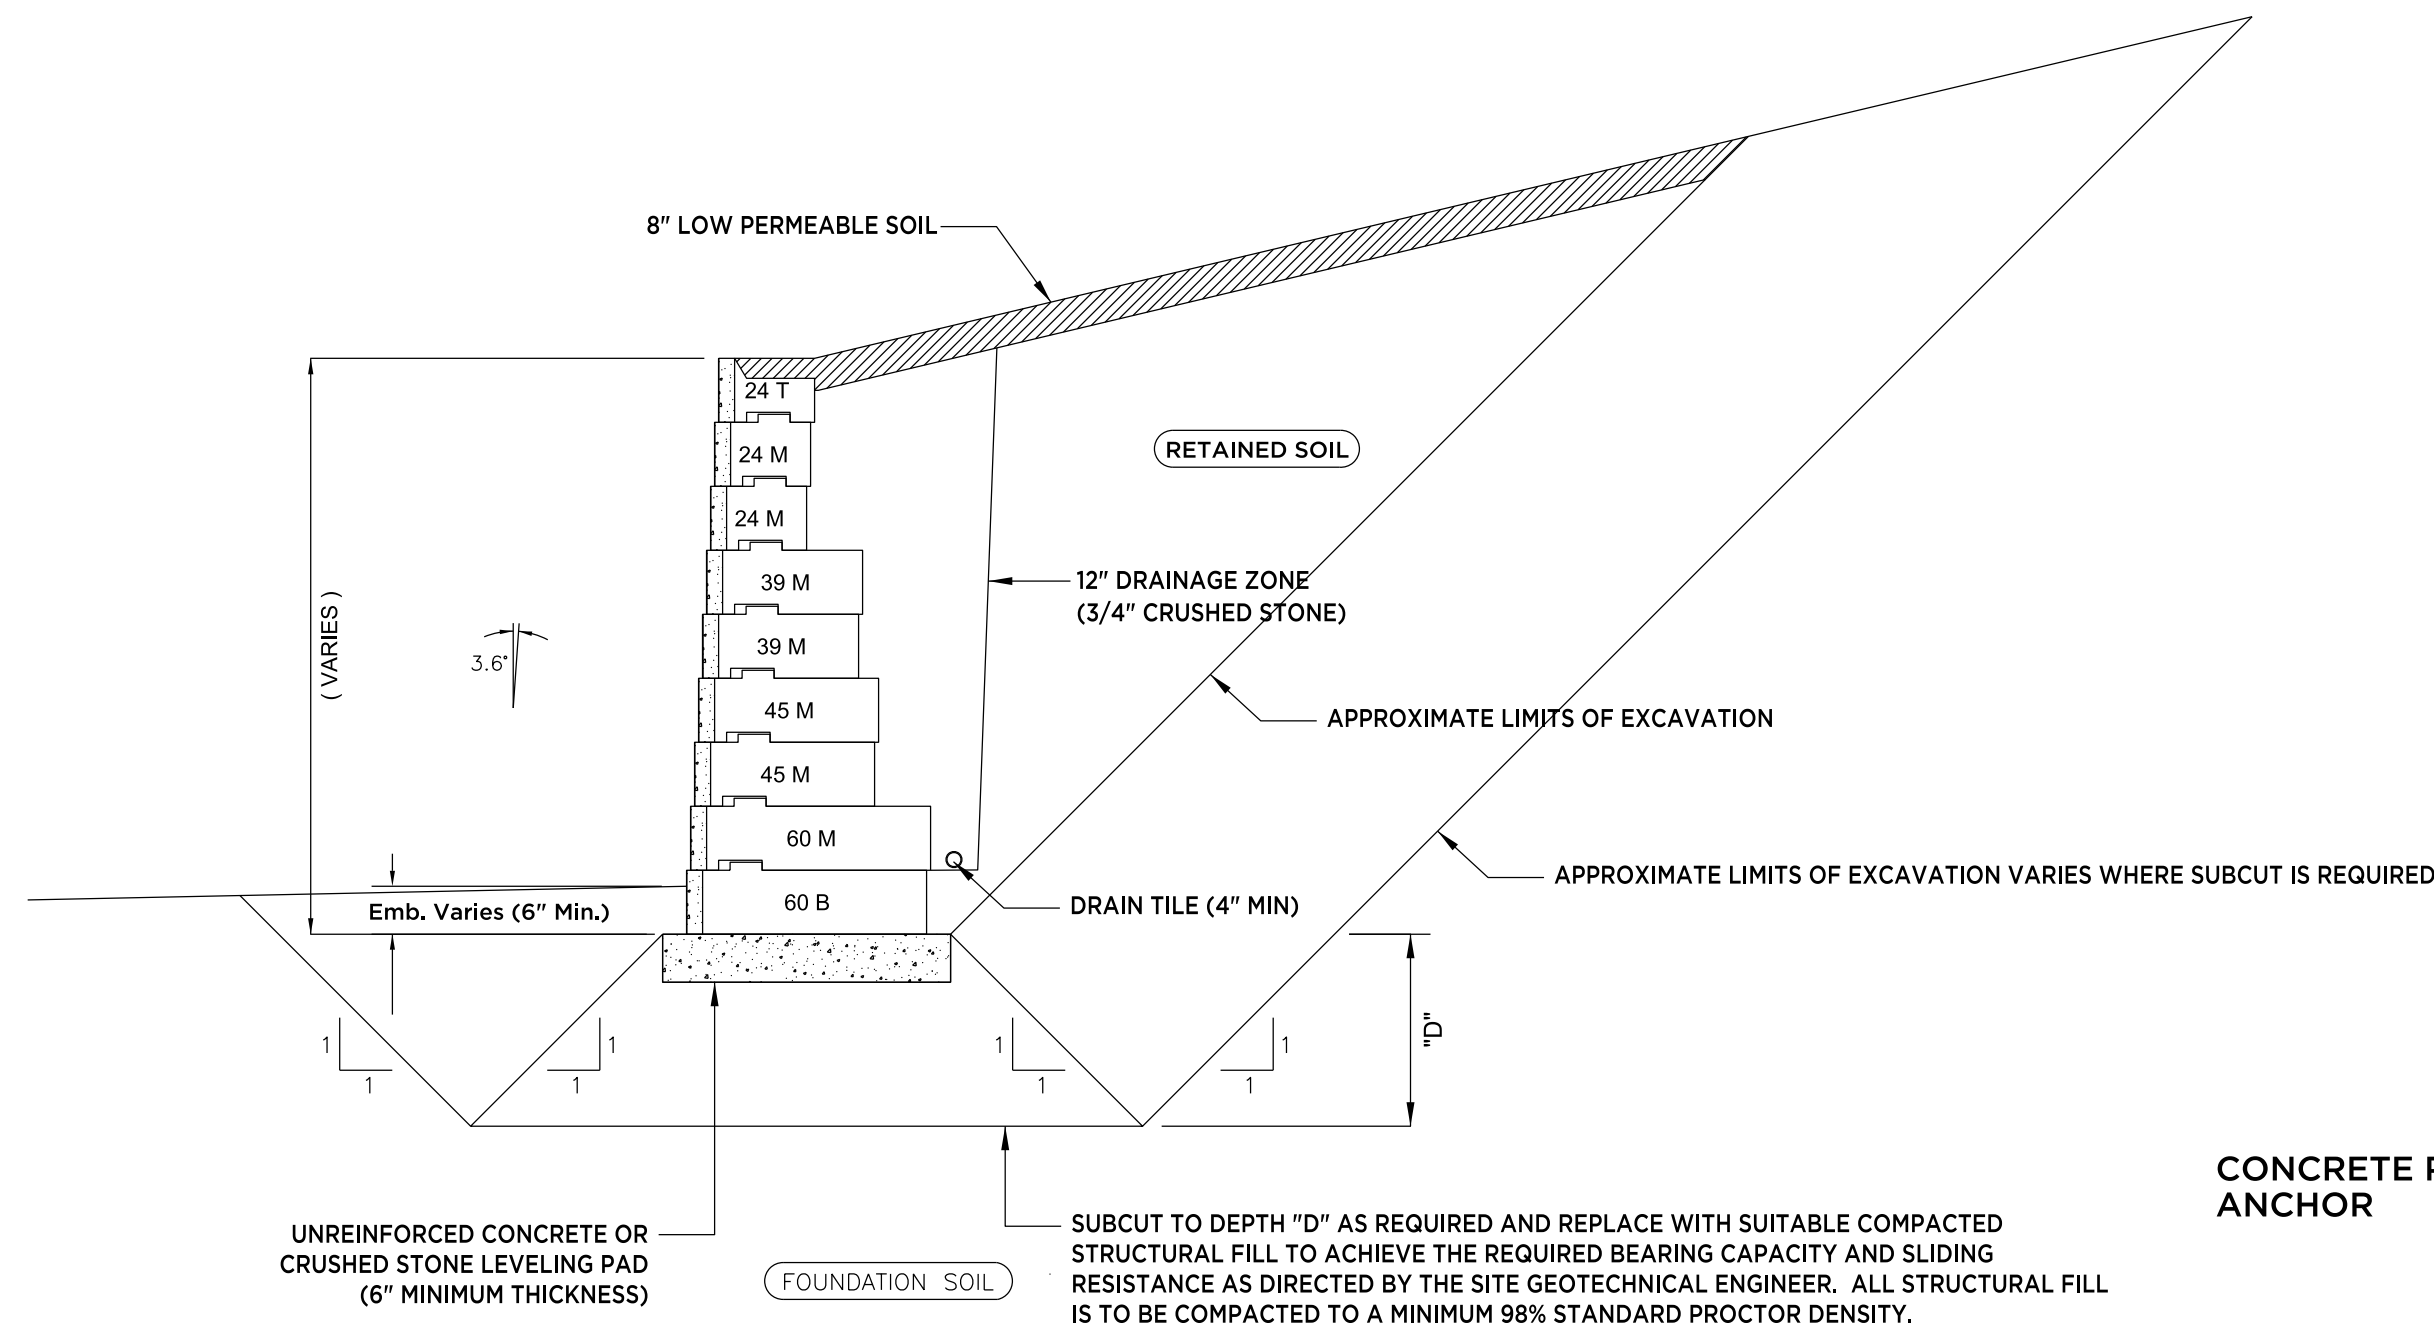 8" LOW PERMEABLE SOIL
24 T
24 M
RETAINED SOIL
24 M
12" DRAINAGE ZONE
(3/4" CRUSHED STONE)
39 M
( VARIES )
3.6°
39 M
45 M
APPROXIMATE LIMITS OF EXCAVATION
45 M
60 M
APPROXIMATE LIMITS OF EXCAVATION VARIES WHERE SUBCUT IS REQUIRED
60 B
DRAIN TILE (4" MIN)
Emb. Varies (6" Min.)
"D"
1
1
1
1
1
1
1
1
CONCRETE
ANCHOR
UNREINFORCED CONCRETE OR
CRUSHED STONE LEVELING PAD
(6" MINIMUM THICKNESS)
FOUNDATION SOIL
SUBCUT TO DEPTH "D" AS REQUIRED AND REPLACE WITH SUITABLE COMPACTED
STRUCTURAL FILL TO ACHIEVE THE REQUIRED BEARING CAPACITY AND SLIDING
RESISTANCE AS DIRECTED BY THE SITE GEOTECHNICAL ENGINEER. ALL STRUCTURAL FILL
IS TO BE COMPACTED TO A MINIMUM 98% STANDARD PROCTOR DENSITY.